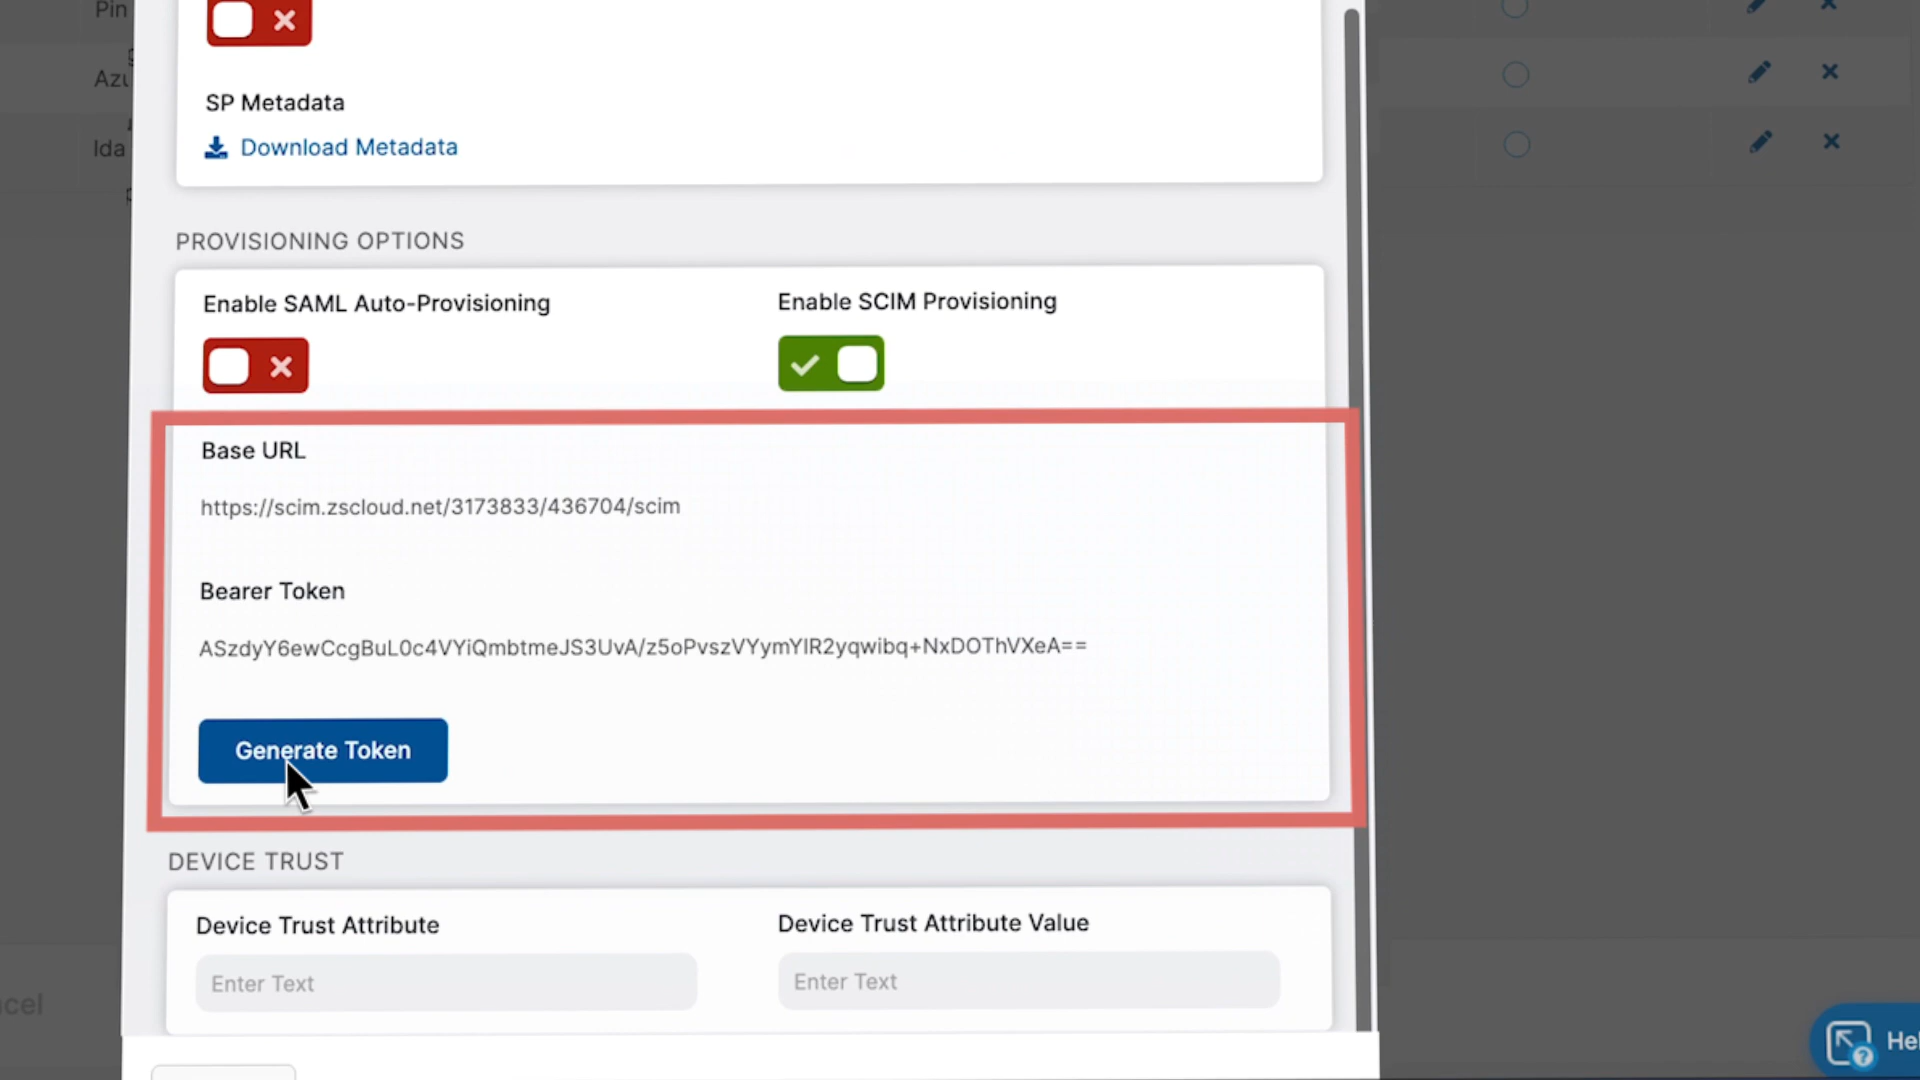 Pin
Azu
Ida
SP Metadata
Download Metadata
PROVISIONING OPTIONS
Enable SAML Auto-Provisioning
Enable SCIM Provisioning
Base URL
https://scim.zscloud.net/3173833/436704/scim
Bearer Token
ASzdyY6ewCcgBuL0c4VYiQmbtmeJS3UvA/z5oPvszVYymYIR2yqwibq+NxDOThVXeA==
Generate Token
DEVICE TRUST
Device Trust Attribute
Device Trust Attribute Value
Enter Text
Enter Text
cel
Hel